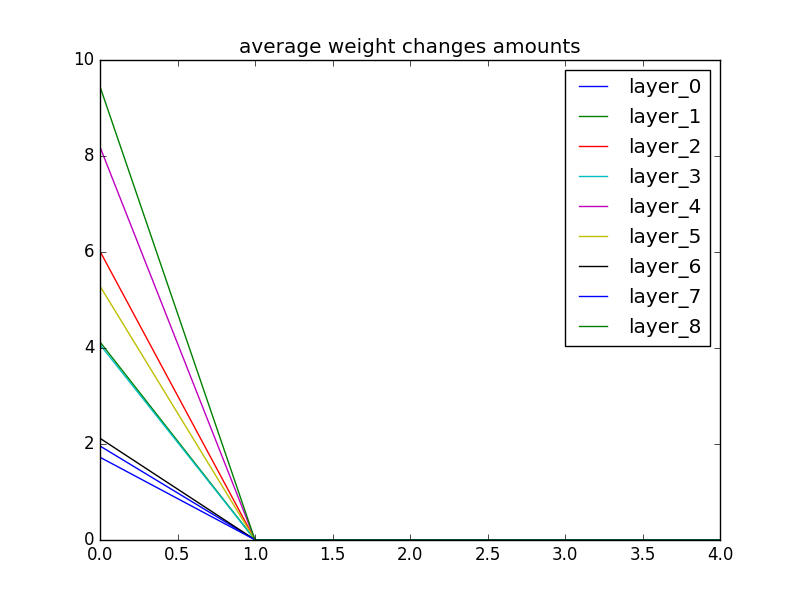 average weight changes amounts
10
8
6
4
2
0
0.0 0.5 1.0 1.5 2.0 2.5 3.0 3.5 4.0
layer_0
layer_1
layer_2
layer_3
layer_4
layer_5
layer_6
layer_7
layer_8